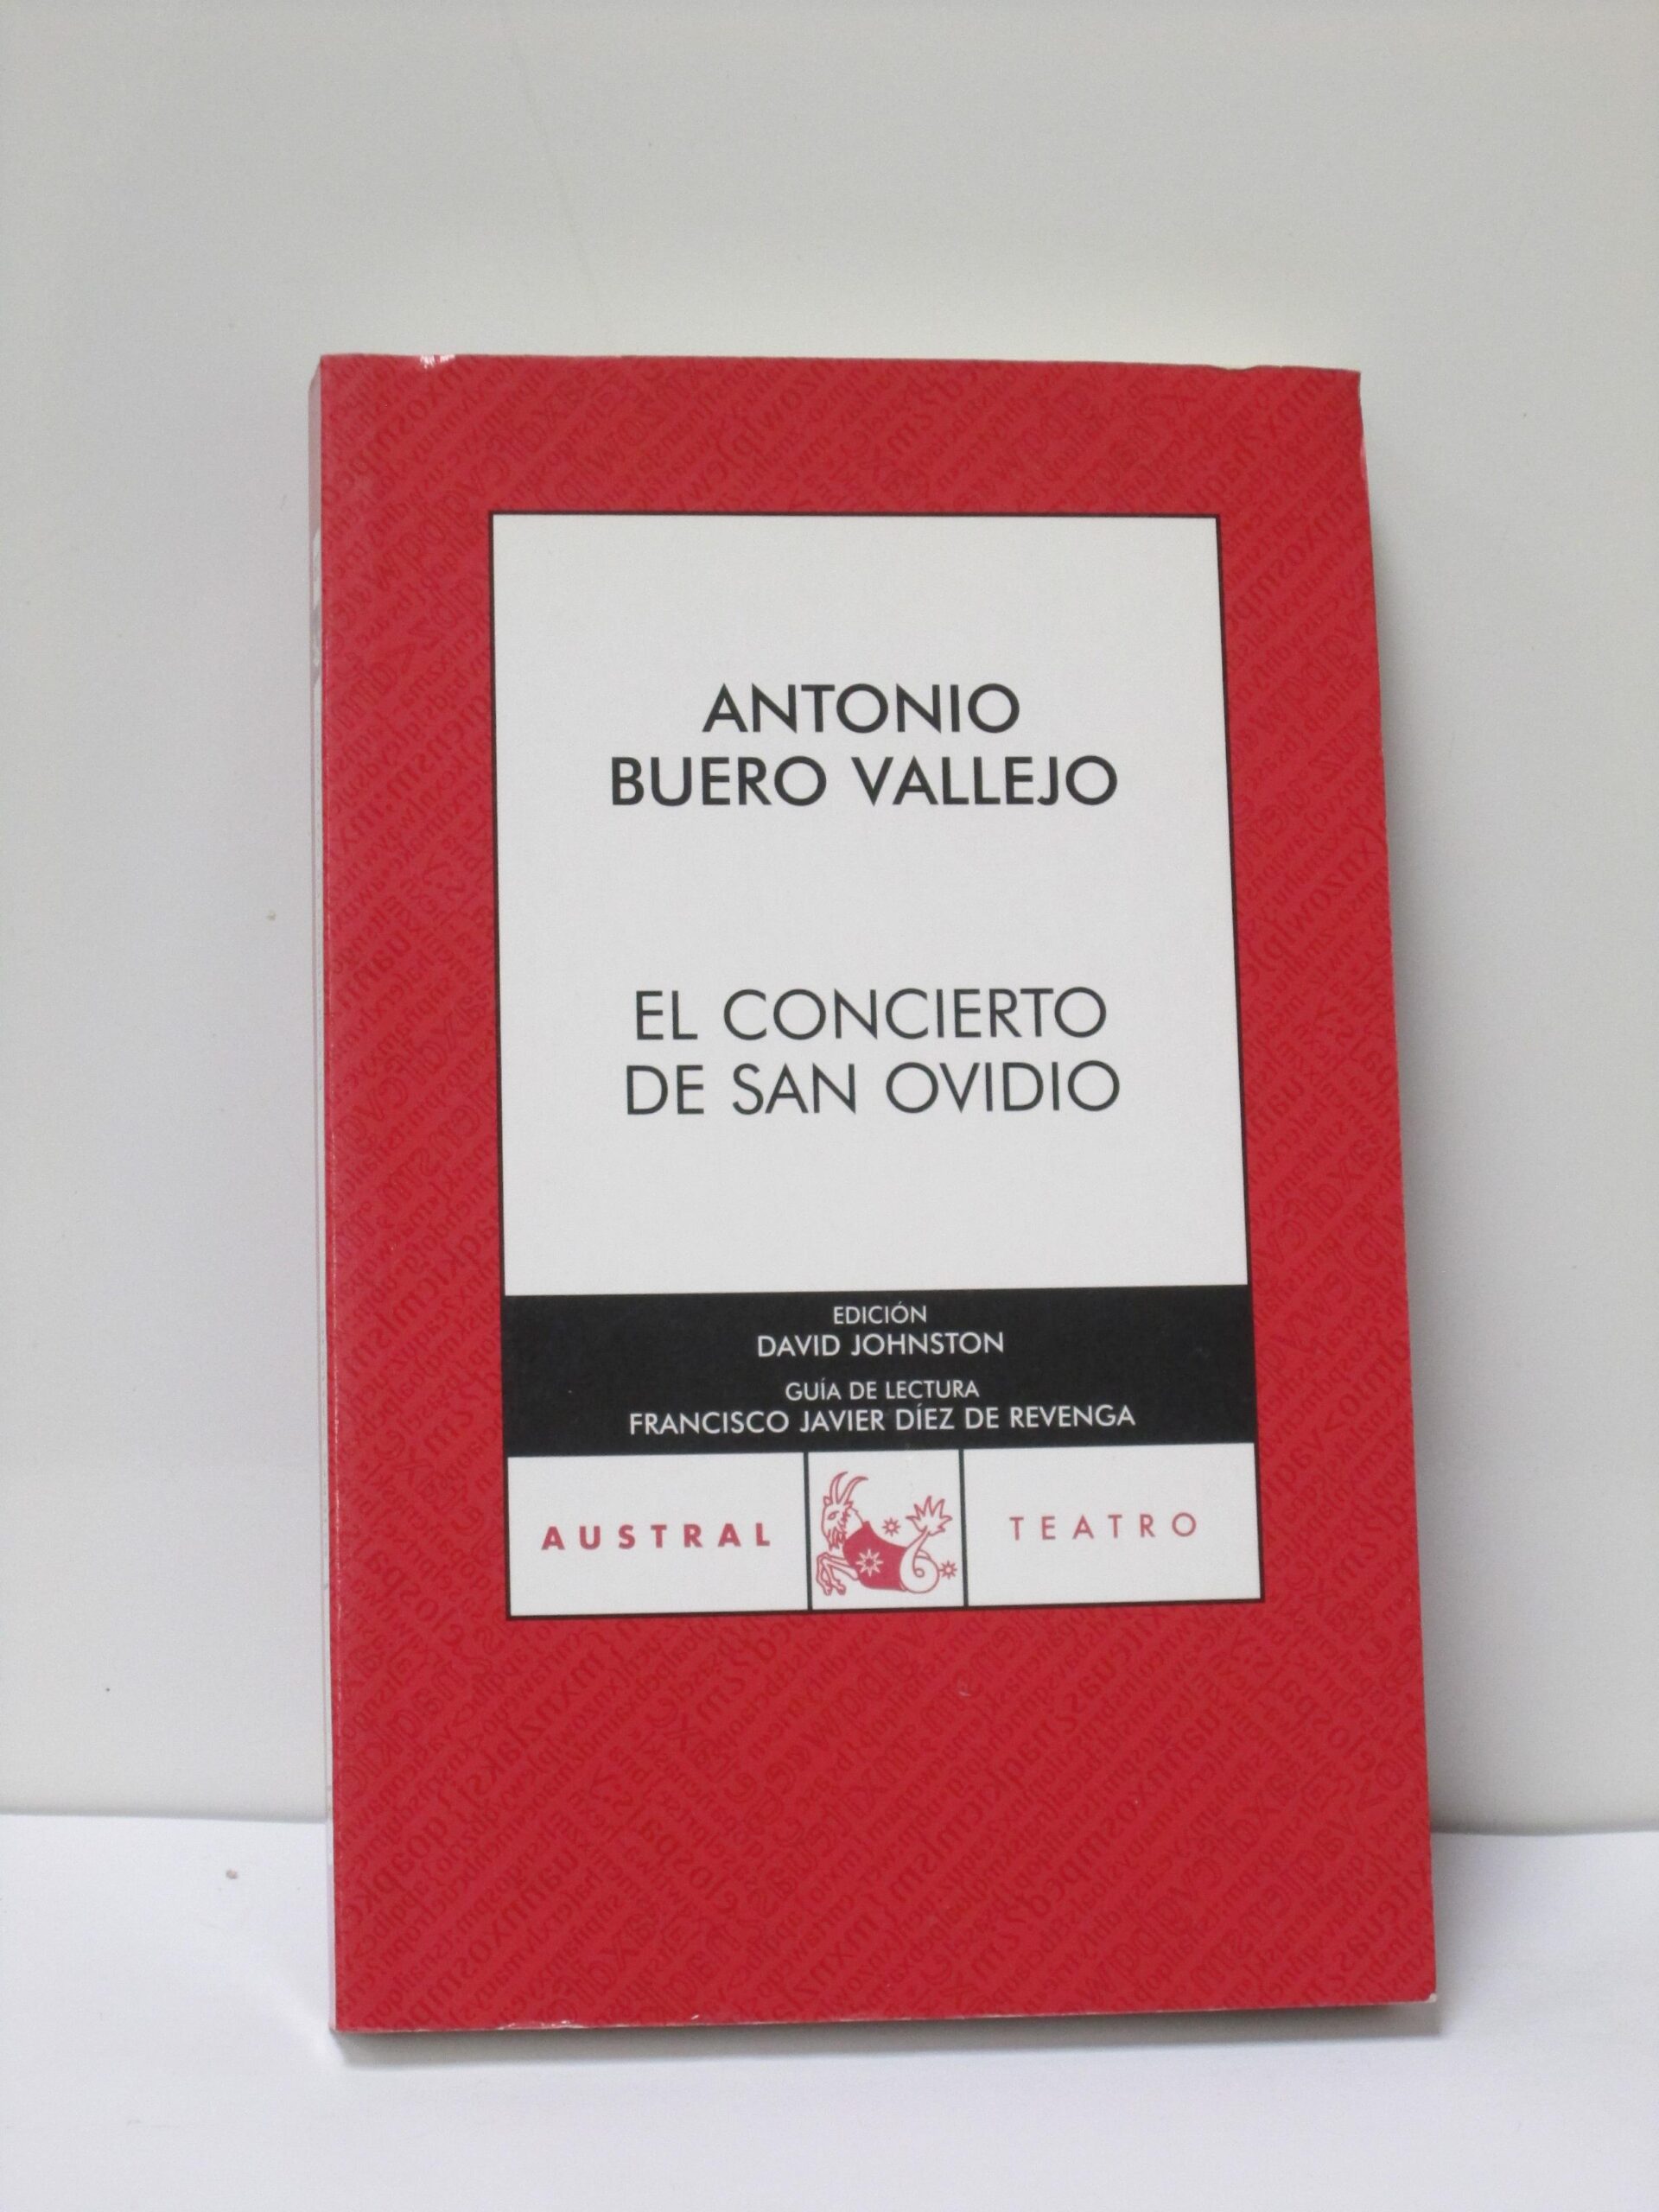 ANTONIO
BUERO VALLEJO
EL CONCIERTO
DE SAN OVIDIO
EDICIÓN
DAVID JOHNSTON
GUÍA DE LECTURA
FRANCISCO JAVIER DÍEZ DE REVENGA
AUSTRAL
TEATRO